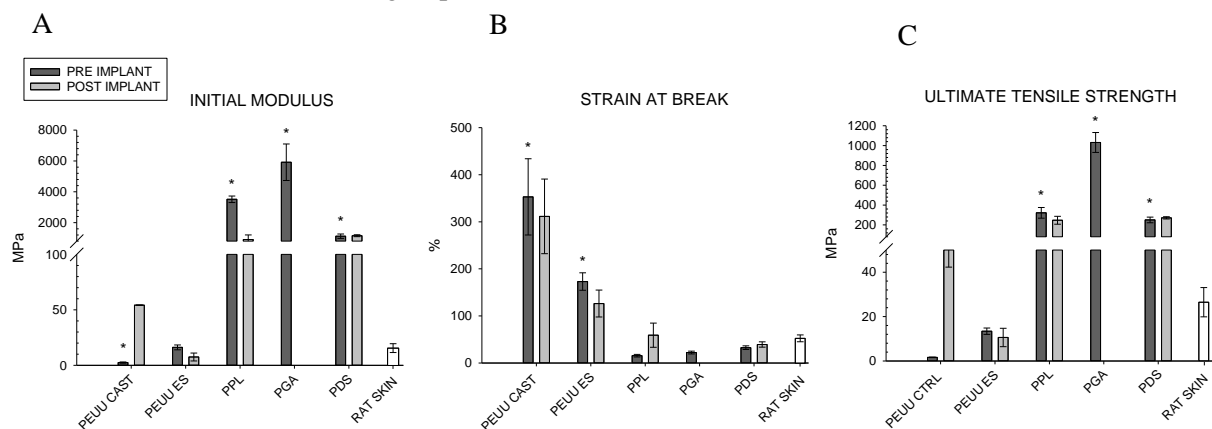 A
B
C
PRE IMPLANT
POST IMPLANT
INITIAL MODULUS
STRAIN AT BREAK
ULTIMATE TENSILE STRENGTH
MPa
8000
6000
4000
2000
100
50
0
*
*
*
*
PEUU CAST
PEUU ES
PPL
PGA
PDS
RAT SKIN
%
500
400
300
200
100
0
*
*
PEUU CAST
PEUU ES
PPL
PGA
PDS
RAT SKIN
MPa
1200
1000
800
600
400
200
40
20
0
*
*
*
PEUU CTRL
PEUU ES
PPL
PGA
PDS
RAT SKIN